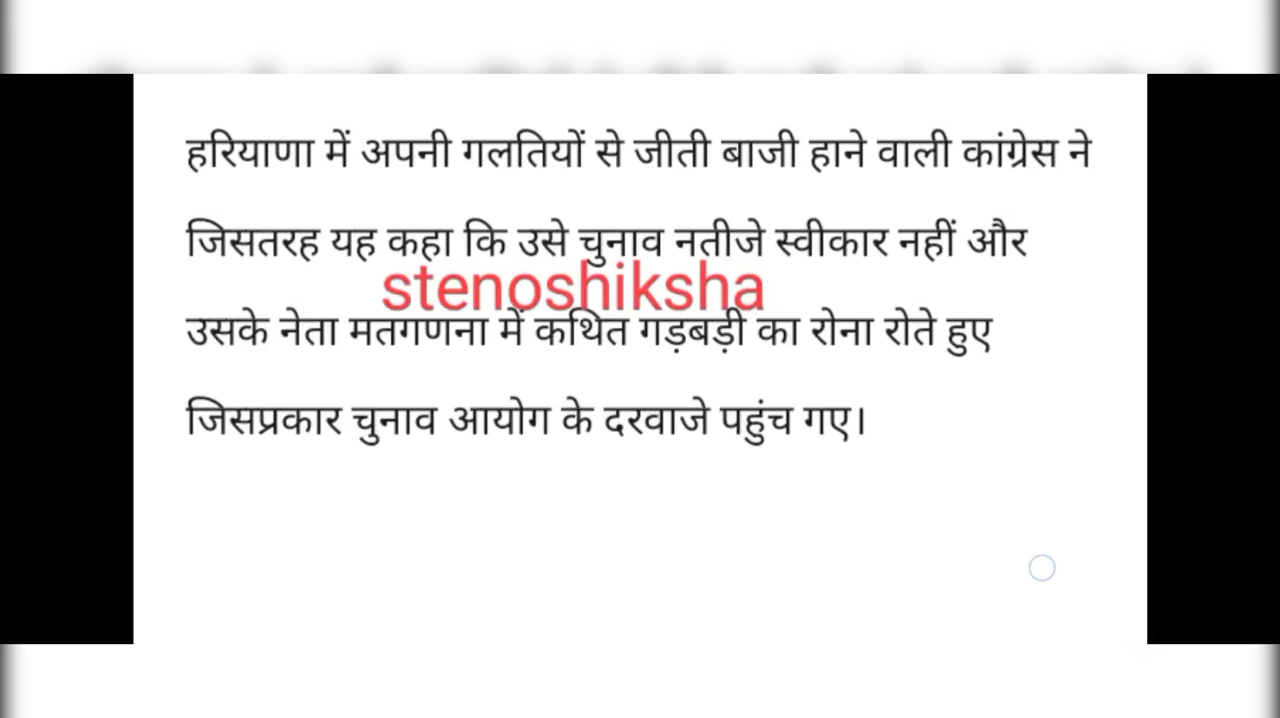 हरियाणा में अपनी गलतियों से जीती बाजी हाने वाली कांग्रेस ने
जिसतरह यह कहा कि उसे चुनाव नतीजे स्वीकार नहीं और
stenoshiksha
उसके नेता मतगणना में कथित गड़बड़ी का रोना रोते हुए
जिसप्रकार चुनाव आयोग के दरवाजे पहुंच गए।